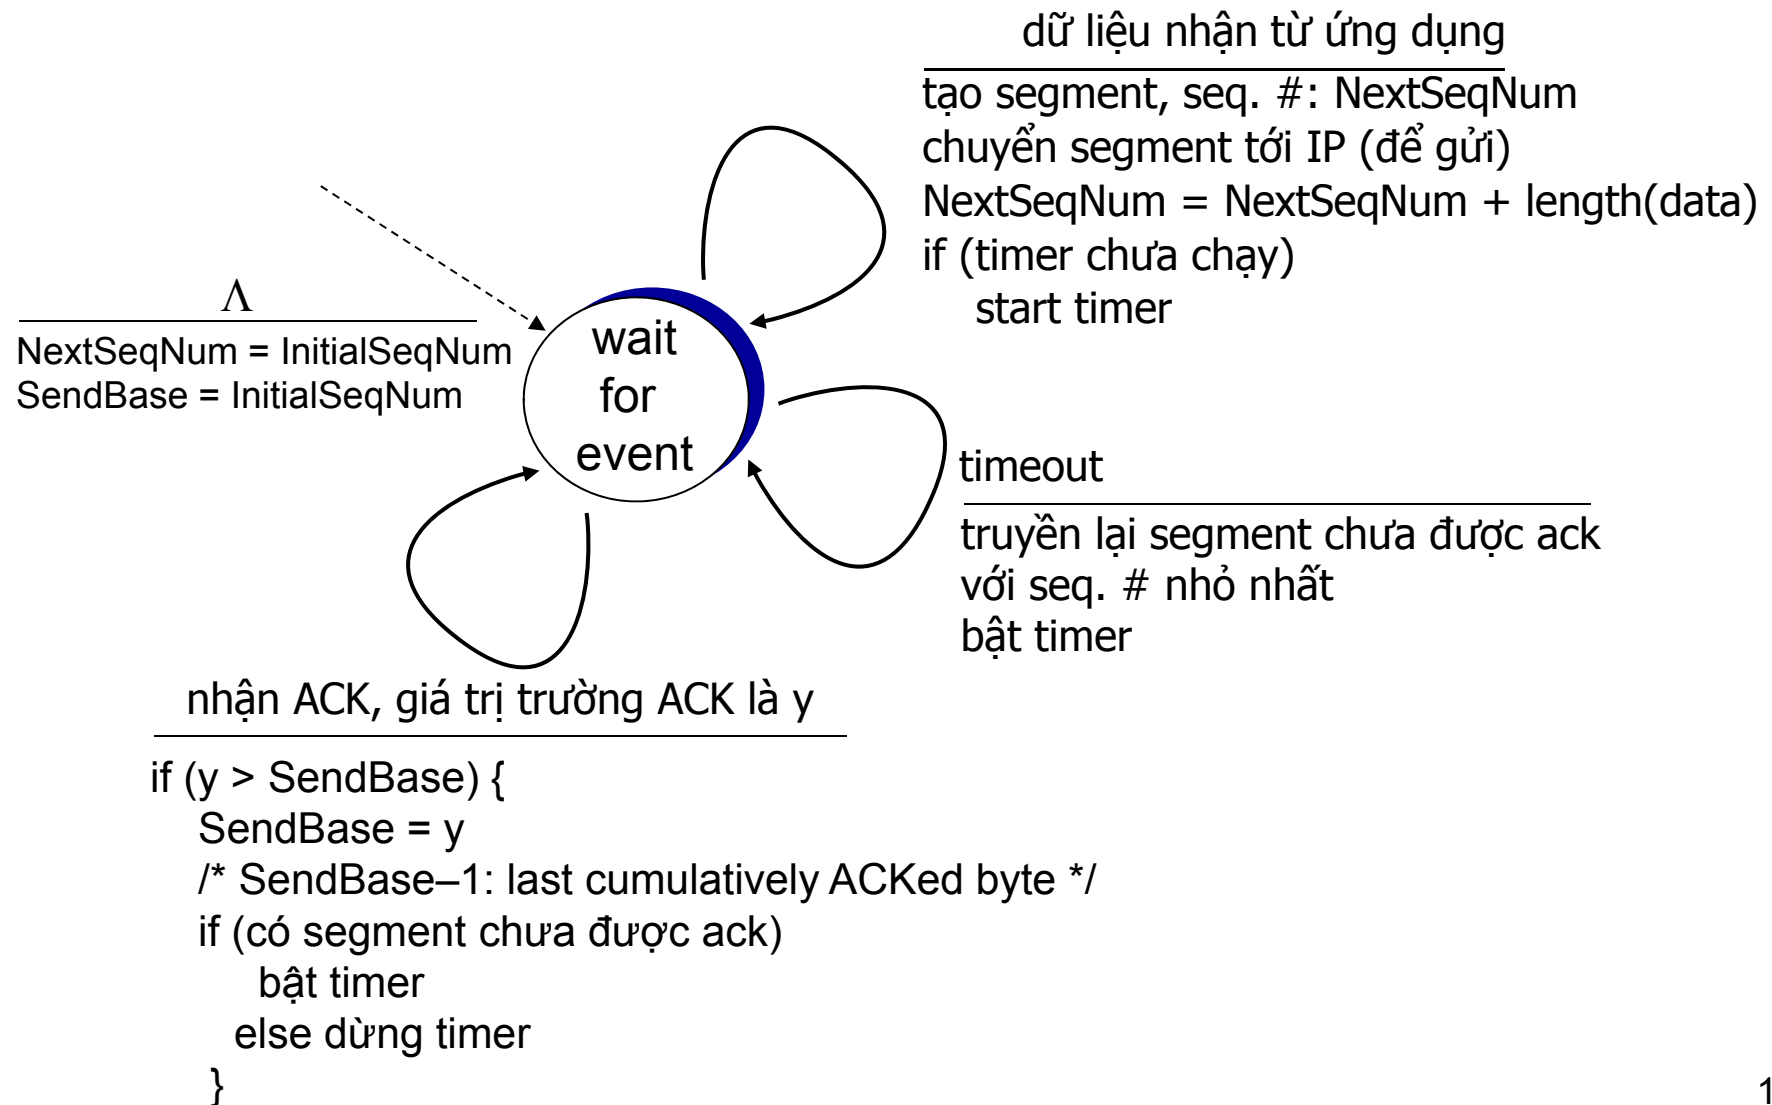 dữ liệu nhận từ ứng dụng
tạo segment, seq. #: NextSeqNum
chuyển segment tới IP (để gửi)
NextSeqNum = NextSeqNum + length(data)
if (timer chưa chạy)
start timer
Λ
NextSeqNum = InitialSeqNum
SendBase = InitialSeqNum
wait
for
event
timeout
truyền lại segment chưa được ack
với seq. # nhỏ nhất
bật timer
nhận ACK, giá trị trường ACK là y
if (y > SendBase) {
SendBase = y
/* SendBase–1: last cumulatively ACKed byte */
if (có segment chưa được ack)
bật timer
else dừng timer
}
1